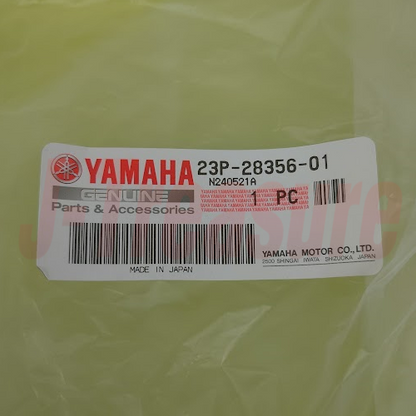 YAMAHA 23P-28356-01
N240521A
GENUINE
1 PC
Parts & Accessories
YAMAHA MOTOR CO.,LTD.
2500 SHINGAI IWATA SHIZUOKA JAPAN
MADE IN JAPAN